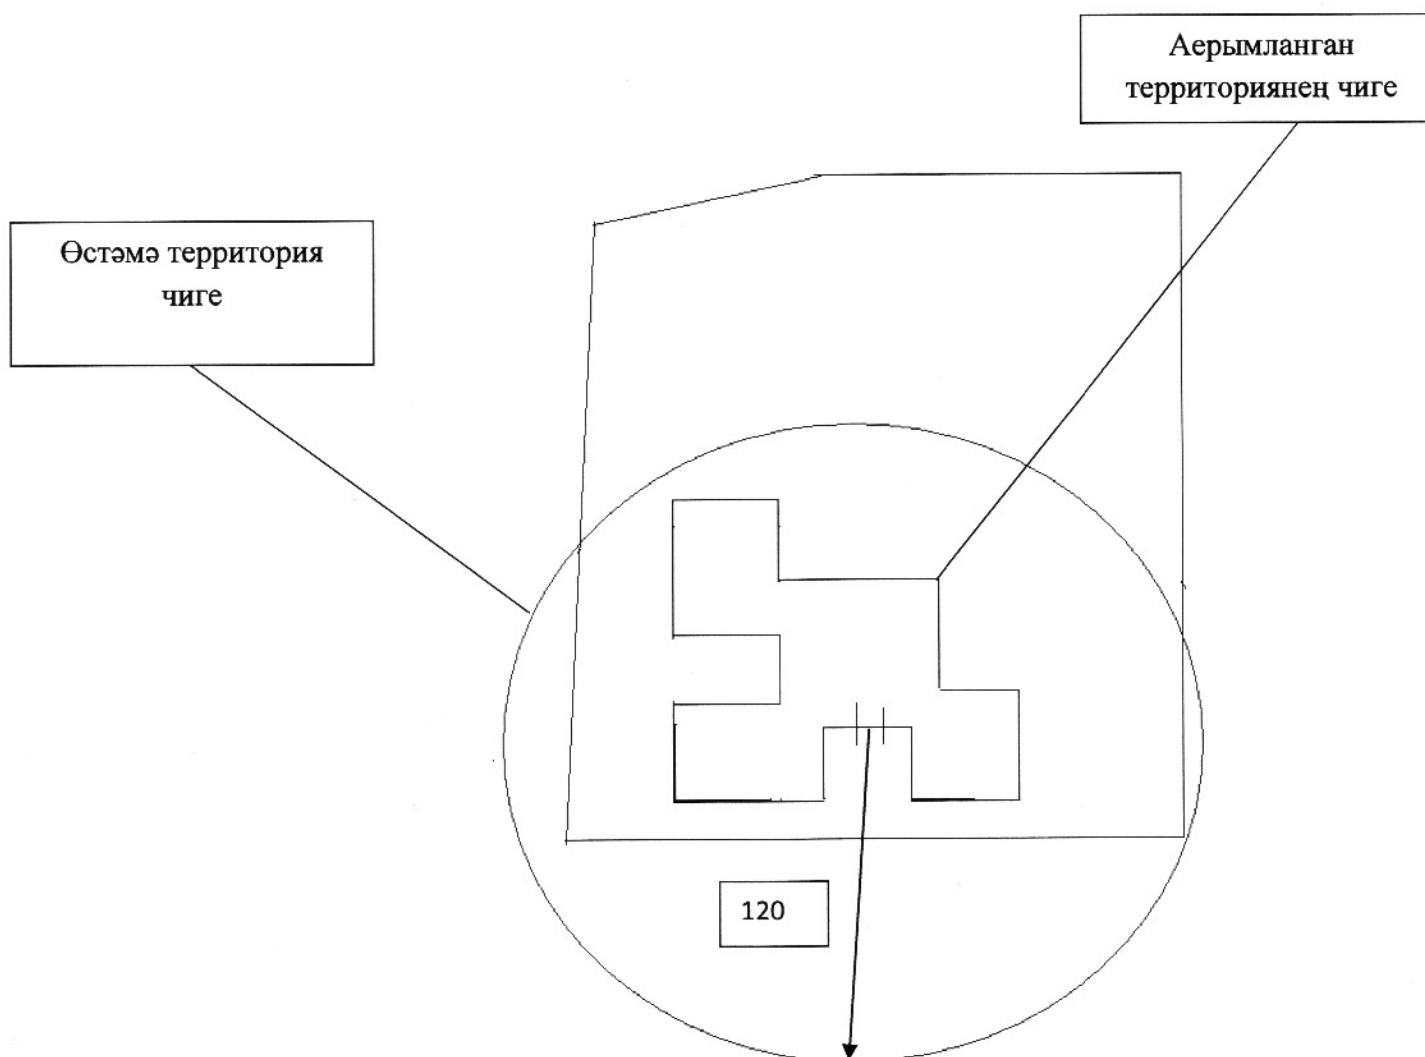 Аерымланган
территориянең чиге
Өстәмә территория
чиге
120